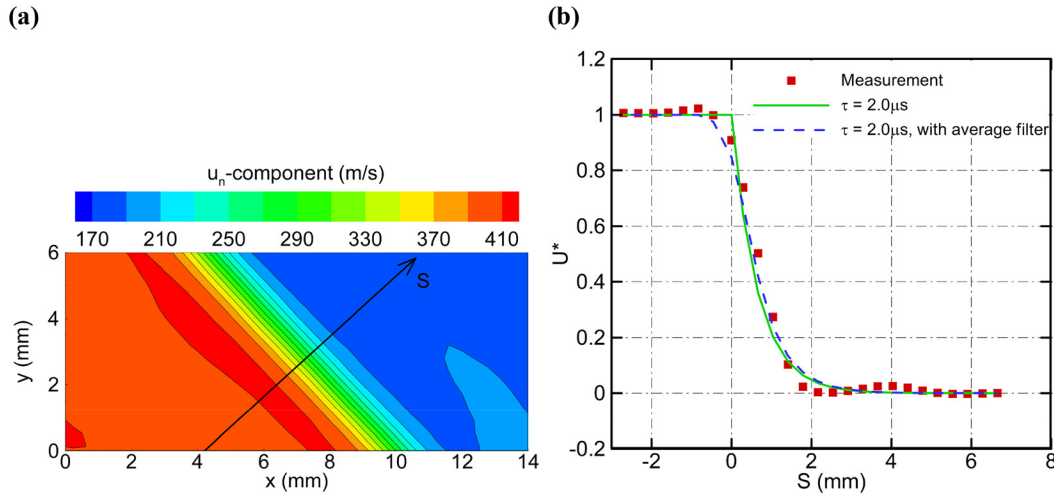 (a)
u_n-component (m/s)
170 210 250 290 330 370 410
6
4
2
0
y (mm)
S
0 2 4 6 8 10 12 14
x (mm)
(b)
1.2
1
0.8
0.6
0.4
0.2
0
-0.2
U*
Measurement
τ = 2.0μs
τ = 2.0μs, with average filter
-2 0 2 4 6 8
S (mm)